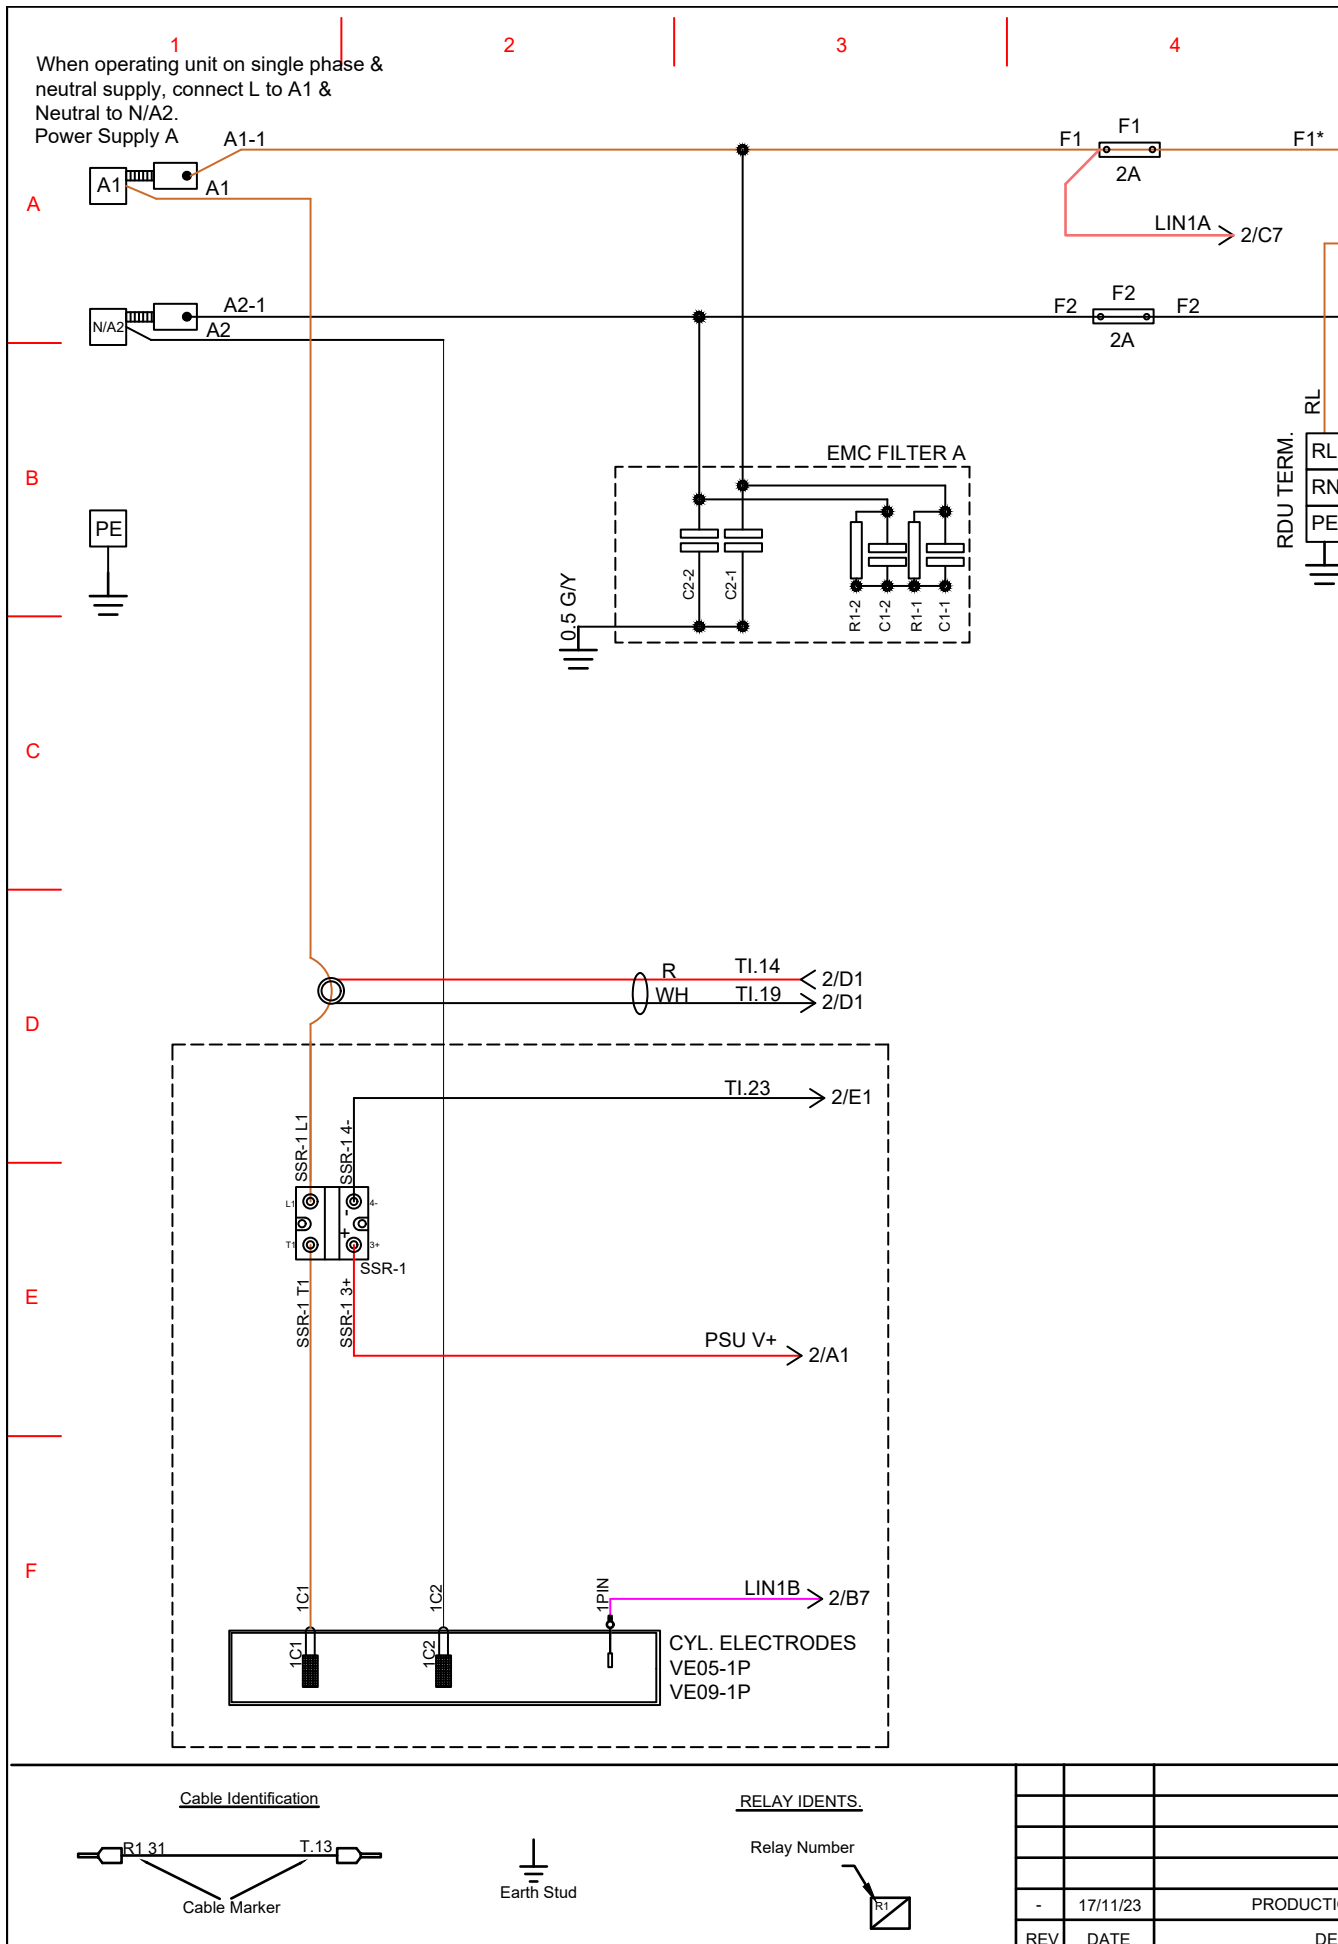 1
2
3
4
When operating unit on single phase &
neutral supply, connect L to A1 &
Neutral to N/A2.
Power Supply A
A1-1
F1
F1
F1*
2A
A
A1
A1
LIN1A
2/C7
A2-1
F2
F2
F2
N/A2
A2
2A
RL
B
EMC FILTER A
RDU TERM.
RL
RN
PE
PE
C2-2
C2-1
R1-2
C1-2
R1-1
C1-1
0.5 G/Y
C
R
TI.14
2/D1
WH
TI.19
2/D1
D
TI.23
2/E1
SSR-1 L1
SSR-1 4-
L1
4-
-
+
T1
3+
SSR-1
E
SSR-1 T1
SSR-1 3+
PSU V+
2/A1
F
1C1
1C2
1PIN
LIN1B
2/B7
1C1
1C2
CYL. ELECTRODES
VE05-1P
VE09-1P
Cable Identification
RELAY IDENTS.
R1 31
T.13
Relay Number
Cable Marker
Earth Stud
R1
-
17/11/23
PRODUCTI
REV
DATE
DE